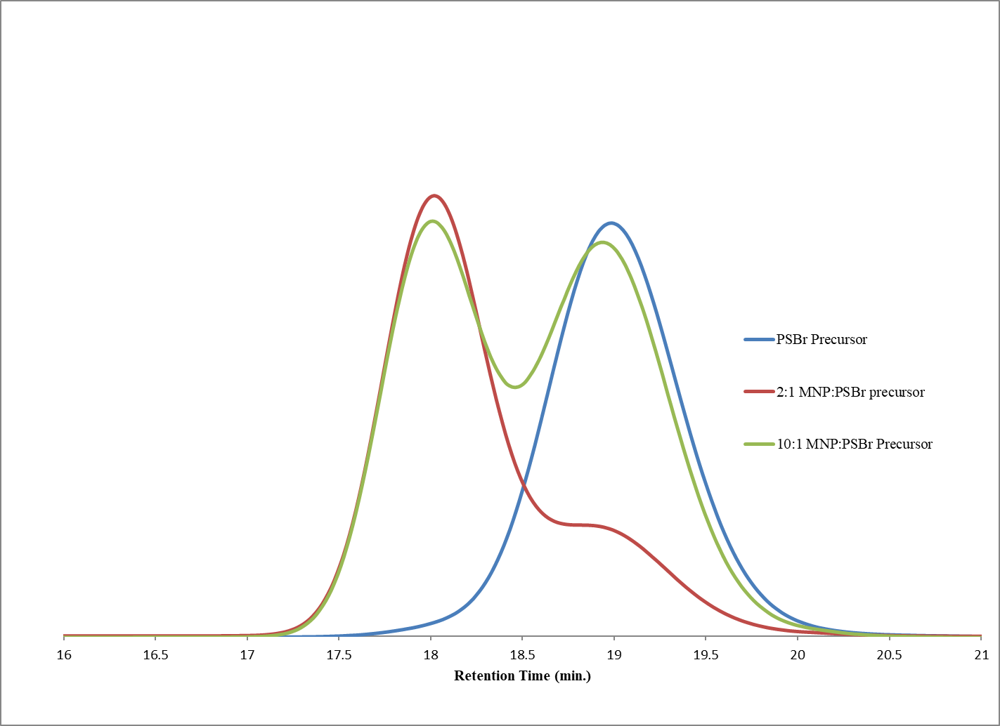 PSBr Precursor
2:1 MNP:PSBr precursor
10:1 MNP:PSBr Precursor
16 16.5 17 17.5 18 18.5 19 19.5 20 20.5 21
Retention Time (min.)